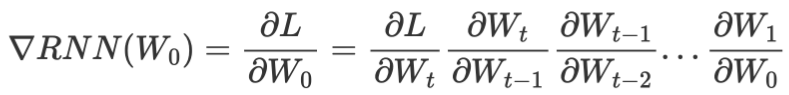 ∇RNN(W₀) = ∂L/∂W₀ = ∂L/∂Wₜ ∂Wₜ/∂Wₜ₋₁ ∂Wₜ₋₁/∂Wₜ₋₂ … ∂W₁/∂W₀